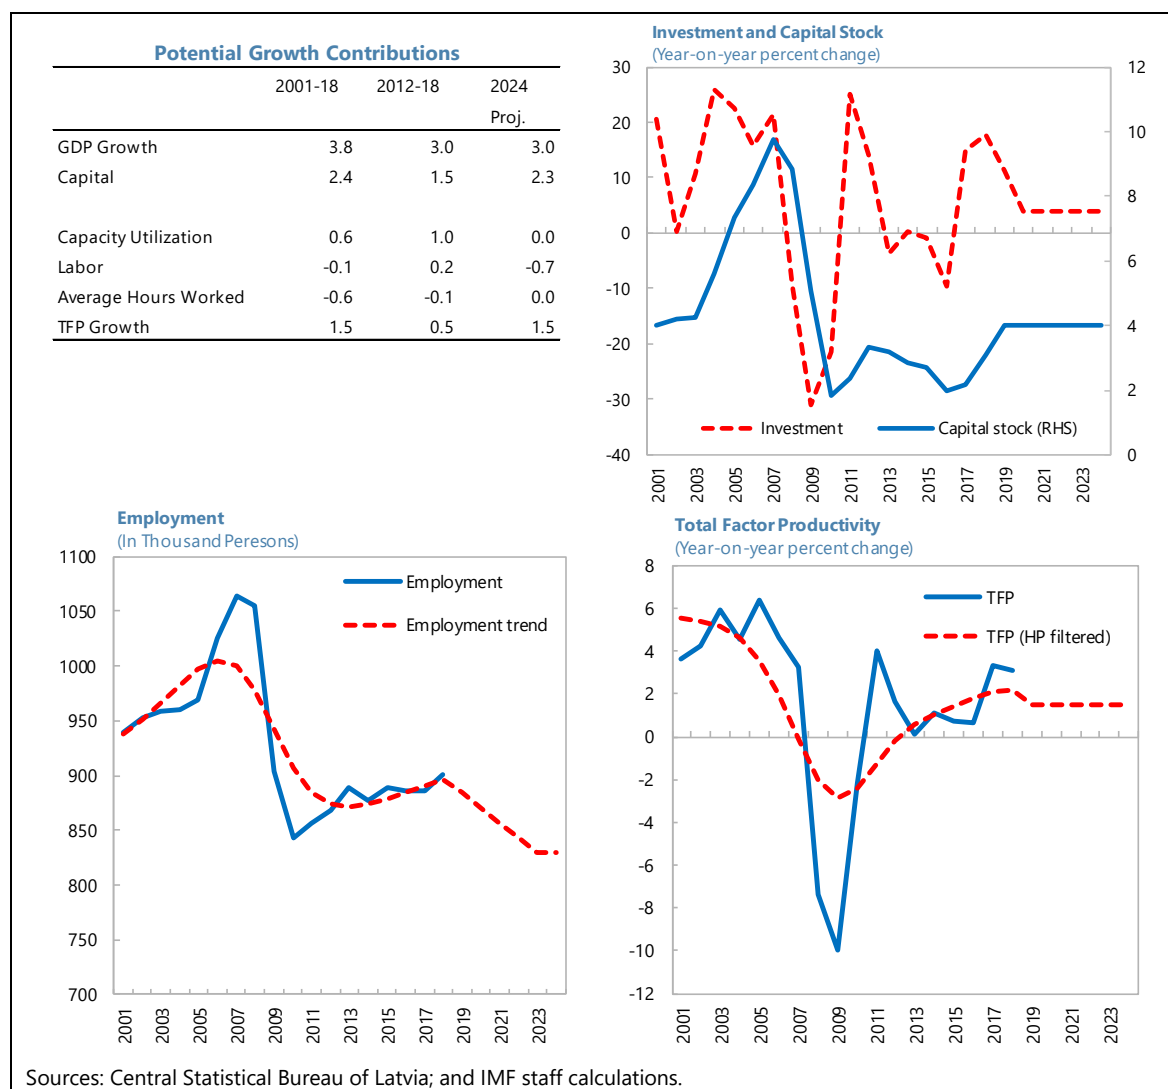 Potential Growth Contributions
2001-18 2012-18 2024
Proj.
GDP Growth 3.8 3.0 3.0
Capital 2.4 1.5 2.3
Capacity Utilization 0.6 1.0 0.0
Labor -0.1 0.2 -0.7
Average Hours Worked -0.6 -0.1 0.0
TFP Growth 1.5 0.5 1.5
Investment and Capital Stock
(Year-on-year percent change)
30
20
10
0
-10
-20
-30
-40
12
10
8
6
4
2
0
Investment
Capital stock (RHS)
2001 2003 2005 2007 2009 2011 2013 2015 2017 2019 2021 2023
Employment
(In Thousand Peresons)
1100
1050
1000
950
900
850
800
750
700
Employment
Employment trend
2001 2003 2005 2007 2009 2011 2013 2015 2017 2019 2021 2023
Total Factor Productivity
(Year-on-year percent change)
8
6
4
2
0
-2
-4
-6
-8
-10
-12
TFP
TFP (HP filtered)
2001 2003 2005 2007 2009 2011 2013 2015 2017 2019 2021 2023
Sources: Central Statistical Bureau of Latvia; and IMF staff calculations.